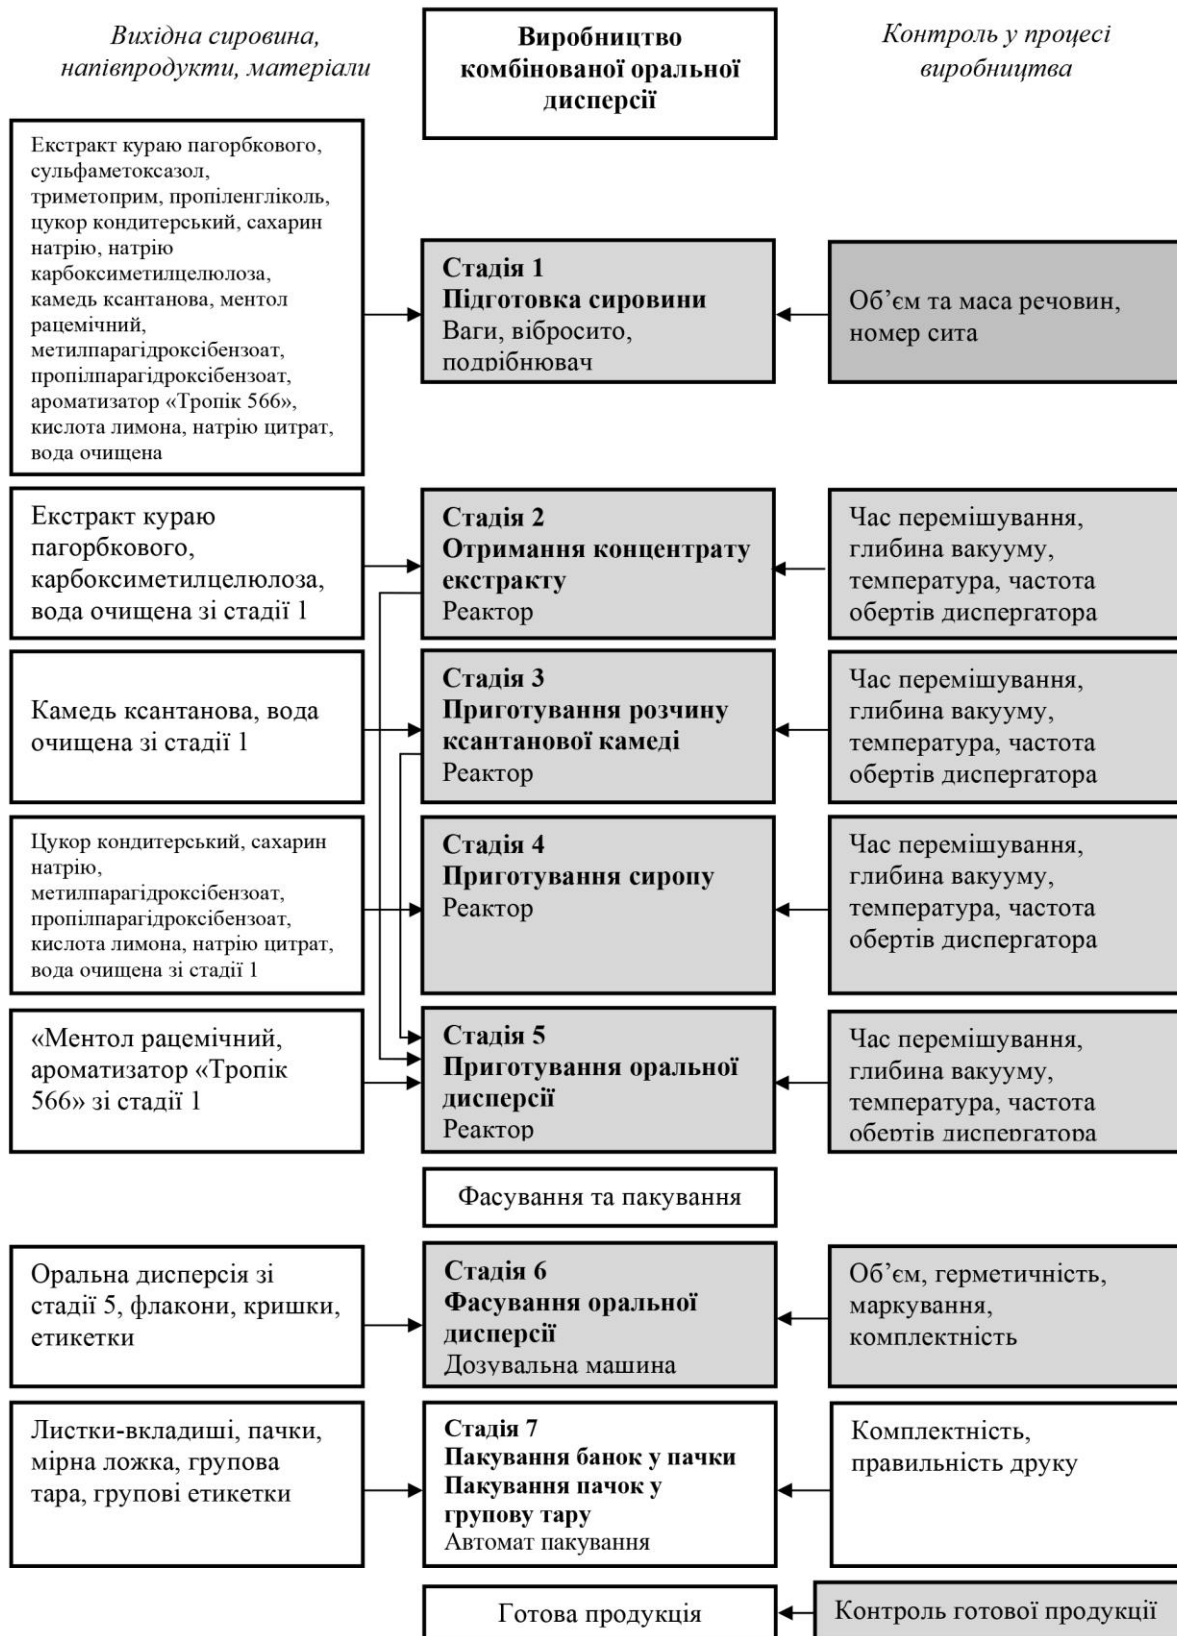 Вихідна сировина,
напівпродукти, матеріали
Виробництво
комбінованої оральної
дисперсії
Контроль у процесі
виробництва
Екстракт кураю пагорбкового,
сульфаметоксазол,
триметоприм, пропіленгліколь,
цукор кондитерський, сахарин
натрію, натрію
карбоксиметилцелюлоза,
камедь ксантанова, ментол
рацемічний,
метилпарагідроксібензоат,
пропілпарагідроксібензоат,
ароматизатор «Тропік 566»,
кислота лимона, натрію цитрат,
вода очищена
Стадія 1
Підготовка сировини
Ваги, вібросито,
подрібнювач
Об’єм та маса речовин,
номер сита
Екстракт кураю
пагорбкового,
карбоксиметилцелюлоза,
вода очищена зі стадії 1
Стадія 2
Отримання концентрату
екстракту
Реактор
Час перемішування,
глибина вакууму,
температура, частота
обертів диспергатора
Камедь ксантанова, вода
очищена зі стадії 1
Стадія 3
Приготування розчину
ксантанової камеді
Реактор
Час перемішування,
глибина вакууму,
температура, частота
обертів диспергатора
Цукор кондитерський, сахарин
натрію,
метилпарагідроксібензоат,
пропілпарагідроксібензоат,
кислота лимона, натрію цитрат,
вода очищена зі стадії 1
Стадія 4
Приготування сиропу
Реактор
Час перемішування,
глибина вакууму,
температура, частота
обертів диспергатора
«Ментол рацемічний,
ароматизатор «Тропік
566» зі стадії 1
Стадія 5
Приготування оральної
дисперсії
Реактор
Час перемішування,
глибина вакууму,
температура, частота
обертів диспергатора
Фасування та пакування
Оральна дисперсія зі
стадії 5, флакони, кришки,
етикетки
Стадія 6
Фасування оральної
дисперсії
Дозувальна машина
Об’єм, герметичність,
маркування,
комплектність
Листки-вкладиші, пачки,
мірна ложка, групова
тара, групові етикетки
Стадія 7
Пакування банок у пачки
Пакування пачок у
групову тару
Автомат пакування
Комплектність,
правильність друку
Готова продукція
Контроль готової продукції